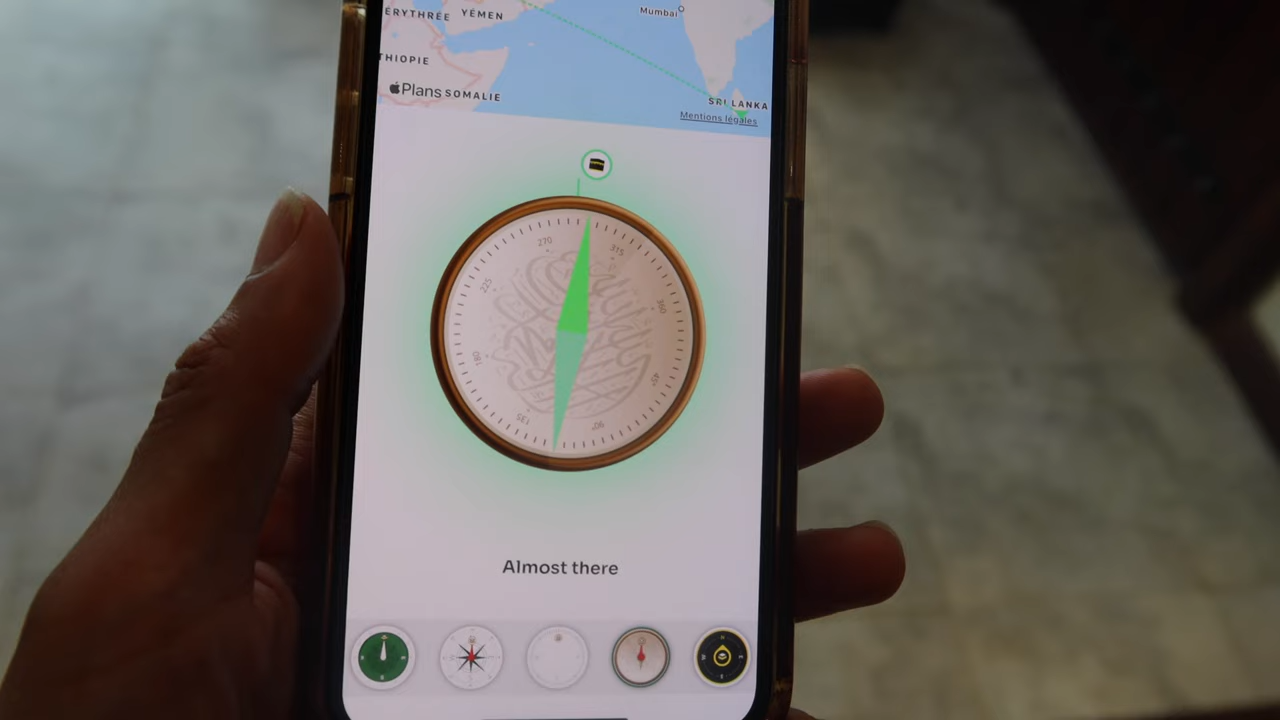 ÉRYTHRÉE YÉMEN
Mumbai
THIOPIE
Plans SOMALIE
SRI LANKA
Mentions légales
270
315
225
360
180
45
135
90
Almost there